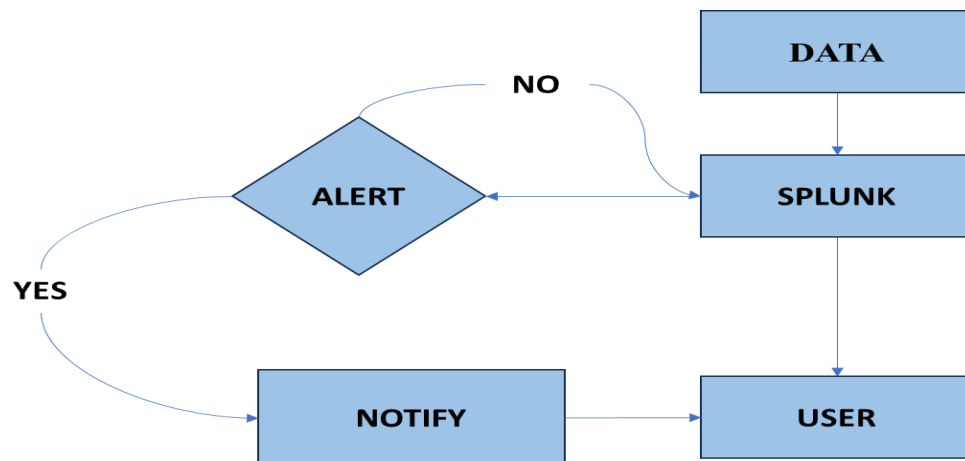 DATA
NO
ALERT
SPLUNK
YES
NOTIFY
USER